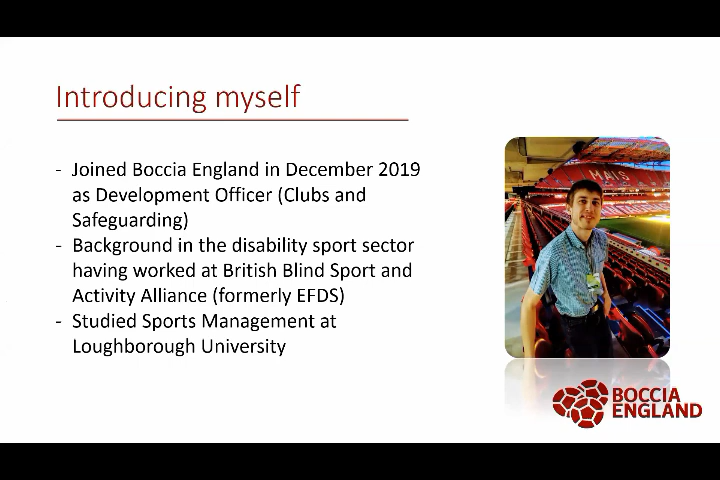 Introducing myself
- Joined Boccia England in December 2019
as Development Officer (Clubs and
Safeguarding)
- Background in the disability sport sector
having worked at British Blind Sport and
Activity Alliance (formerly EFDS)
- Studied Sports Management at
Loughborough University
MAIS
BOCCIA
ENGLAND